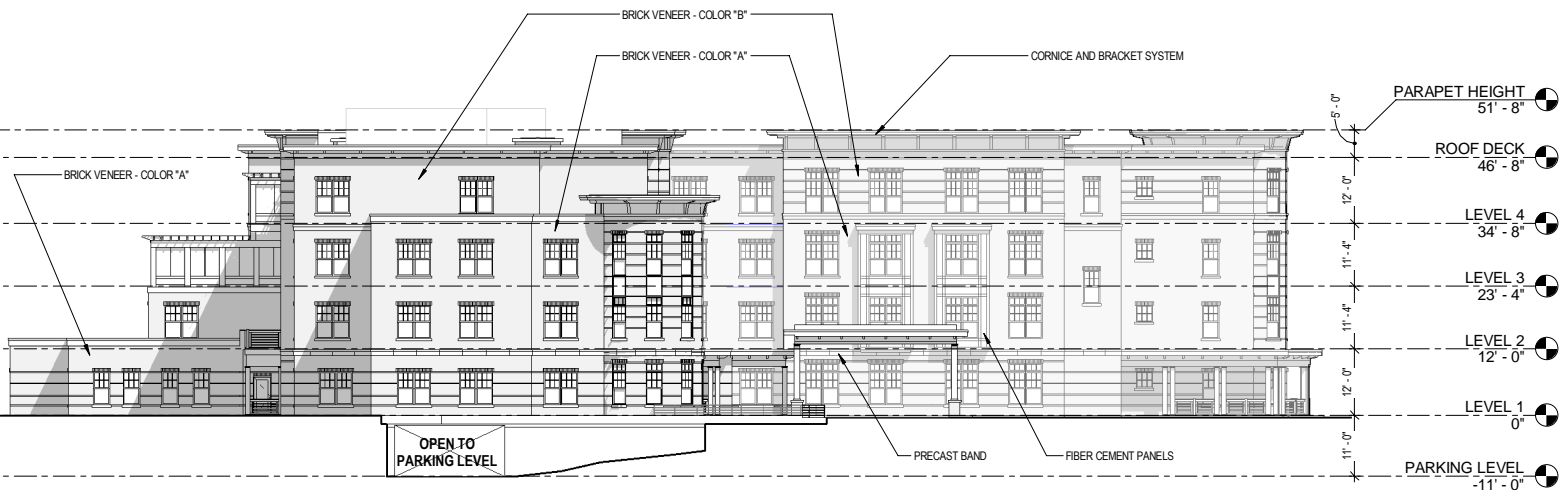 BRICK VENEER - COLOR "B"
BRICK VENEER - COLOR "A"
CORNICE AND BRACKET SYSTEM
PARAPET HEIGHT
51' - 8"
5' - 0"
ROOF DECK
46' - 8"
BRICK VENEER - COLOR "A"
12' - 0"
LEVEL 4
34' - 8"
11' - 4"
LEVEL 3
23' - 4"
11' - 4"
LEVEL 2
12' - 0"
12' - 0"
LEVEL 1
0"
OPEN TO
PARKING LEVEL
PRECAST BAND
FIBER CEMENT PANELS
11' - 0"
PARKING LEVEL
-11' - 0"